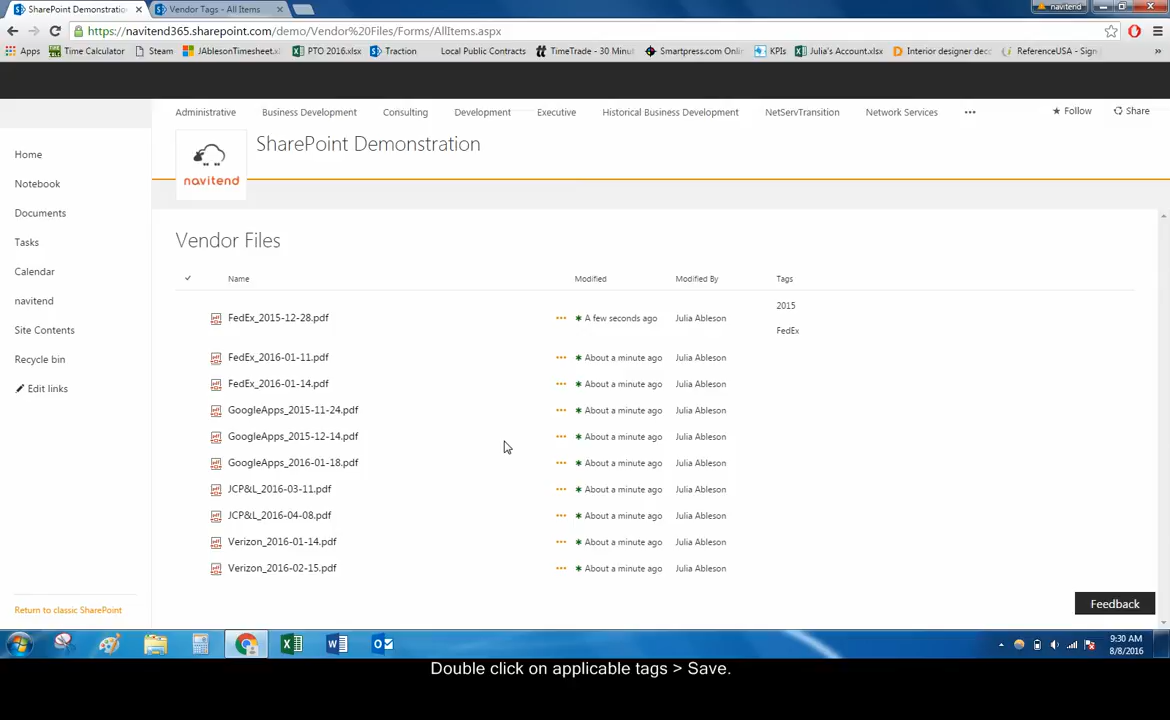 SharePoint Demonstratio
Vendor Tags - All Items
navitend
https://navitend365.sharepoint.com/demo/Vendor%20Files/Forms/AllItems.aspx
Apps Time Calculator Steam JAblesonTimesheet.x PTO 2016.xlsx Traction Local Public Contracts TimeTrade - 30 Minut Smartpress.com Onli KPIs Julia's Account.xlsx Interior designer deco ReferenceUSA - Sign »
Administrative Business Development Consulting Development Executive Historical Business Development NetServTransition Network Services ••• Follow Share
SharePoint Demonstration
navitend
Home
Notebook
Documents
Tasks
Calendar
navitend
Site Contents
Recycle bin
Edit links
Return to classic SharePoint
Vendor Files
Name Modified Modified By Tags
FedEx_2015-12-28.pdf ••• A few seconds ago Julia Ableson 2015
FedEx
FedEx_2016-01-11.pdf ••• About a minute ago Julia Ableson
FedEx_2016-01-14.pdf ••• About a minute ago Julia Ableson
GoogleApps_2015-11-24.pdf ••• About a minute ago Julia Ableson
GoogleApps_2015-12-14.pdf ••• About a minute ago Julia Ableson
GoogleApps_2016-01-18.pdf ••• About a minute ago Julia Ableson
JCP&L_2016-03-11.pdf ••• About a minute ago Julia Ableson
JCP&L_2016-04-08.pdf ••• About a minute ago Julia Ableson
Verizon_2016-01-14.pdf ••• About a minute ago Julia Ableson
Verizon_2016-02-15.pdf ••• About a minute ago Julia Ableson
Feedback
9:30 AM
8/8/2016
Double click on applicable tags > Save.